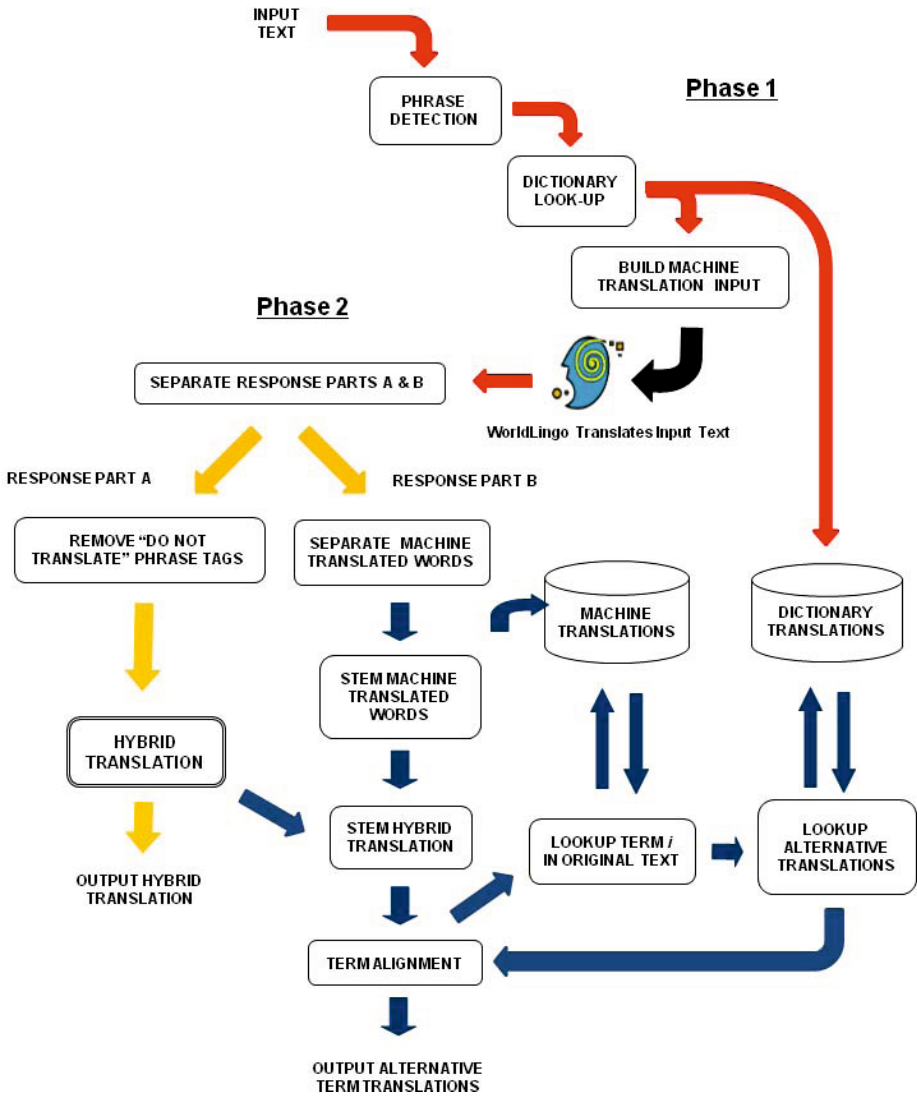 INPUT
TEXT
Phase 1
PHRASE
DETECTION
DICTIONARY
LOOK-UP
BUILD MACHINE
TRANSLATION INPUT
Phase 2
SEPARATE RESPONSE PARTS A & B
WorldLingo Translates Input Text
RESPONSE PART A
RESPONSE PART B
REMOVE “DO NOT
TRANSLATE” PHRASE TAGS
SEPARATE MACHINE
TRANSLATED WORDS
MACHINE
TRANSLATIONS
DICTIONARY
TRANSLATIONS
STEM MACHINE
TRANSLATED
WORDS
HYBRID
TRANSLATION
STEM HYBRID
TRANSLATION
LOOKUP TERM i
IN ORIGINAL TEXT
LOOKUP
ALTERNATIVE
TRANSLATIONS
OUTPUT HYBRID
TRANSLATION
TERM ALIGNMENT
OUTPUT ALTERNATIVE
TERM TRANSLATIONS